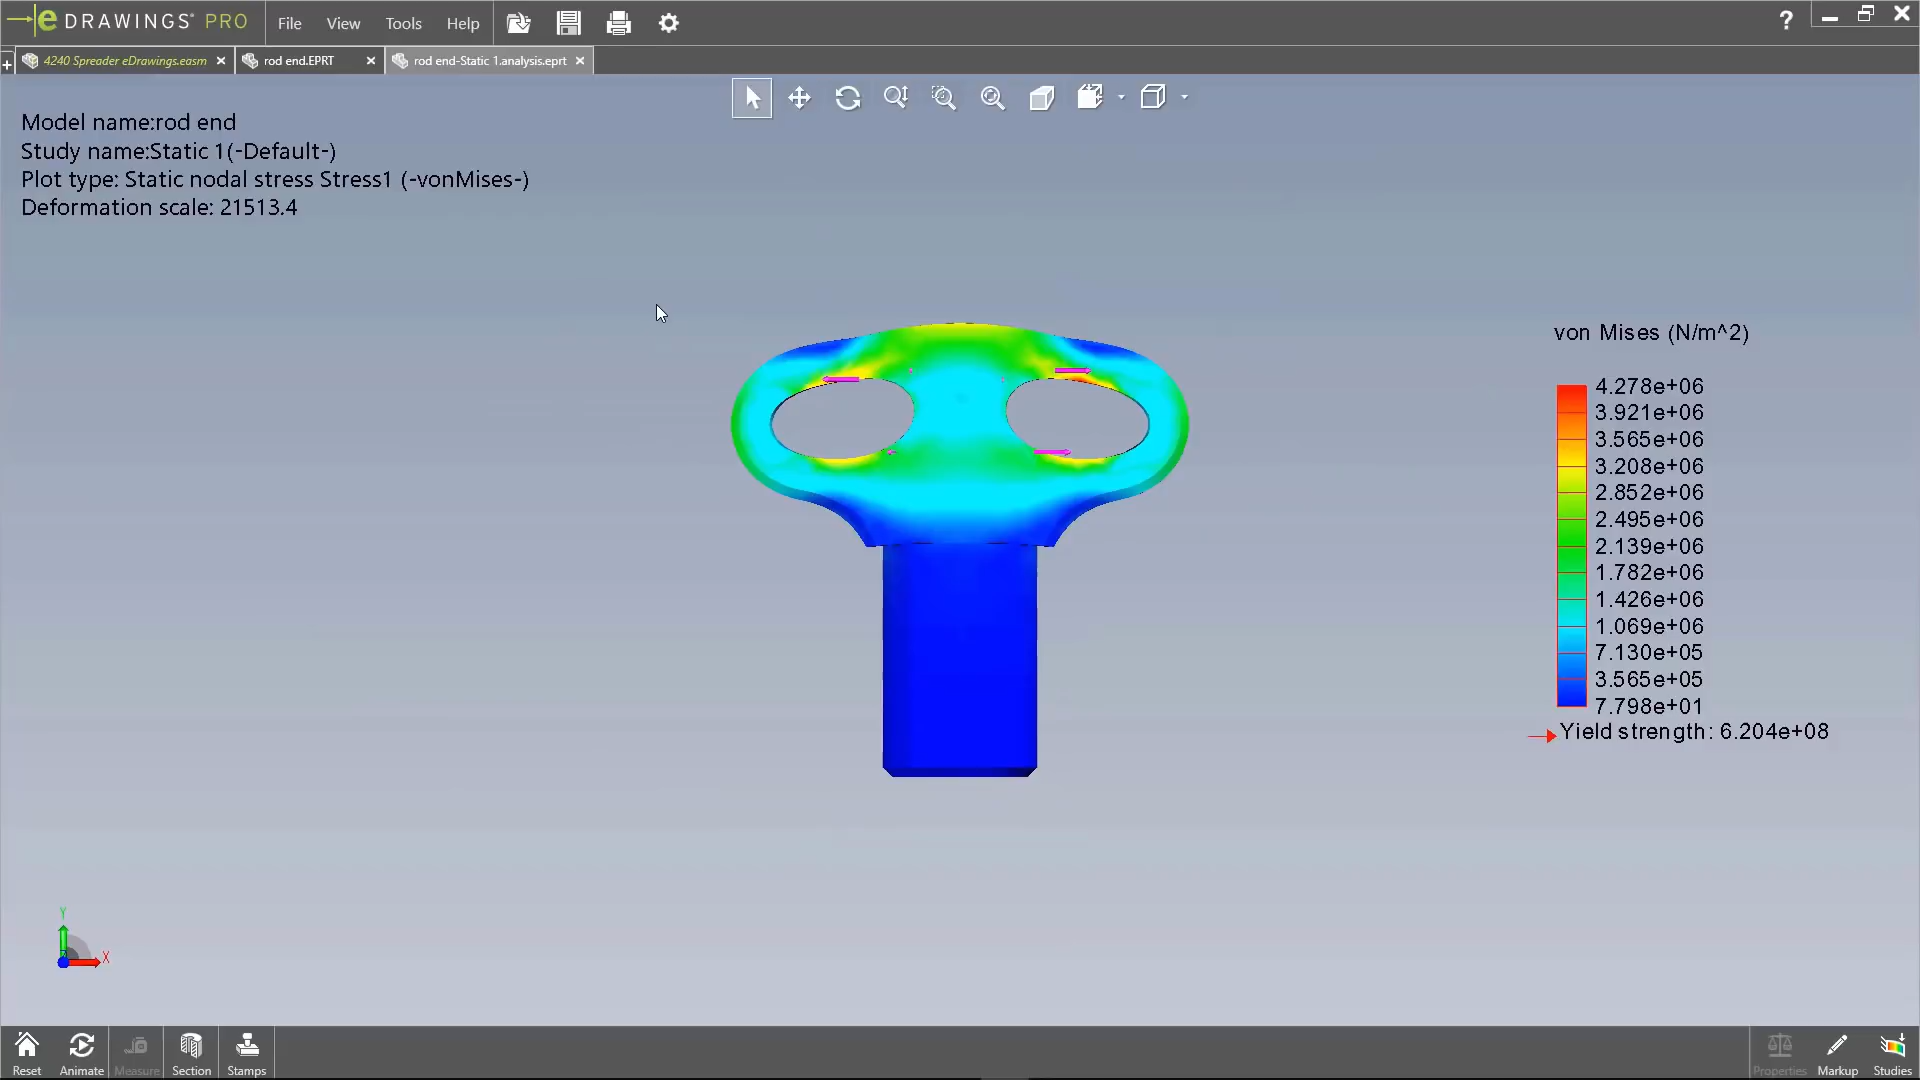 eDRAWINGS® PRO
File View Tools Help
?
+ 4240 Spreader eDrawings.easm
rod end.EPRT
rod end-Static 1.analysis.eprt
Model name:rod end
Study name:Static 1(-Default-)
Plot type: Static nodal stress Stress1 (-vonMises-)
Deformation scale: 21513.4
von Mises (N/m^2)
4.278e+06
3.921e+06
3.565e+06
3.208e+06
2.852e+06
2.495e+06
2.139e+06
1.782e+06
1.426e+06
1.069e+06
7.130e+05
3.565e+05
7.798e+01
Yield strength: 6.204e+08
Y
X
Reset Animate Measure Section Stamps
Properties Markup Studies